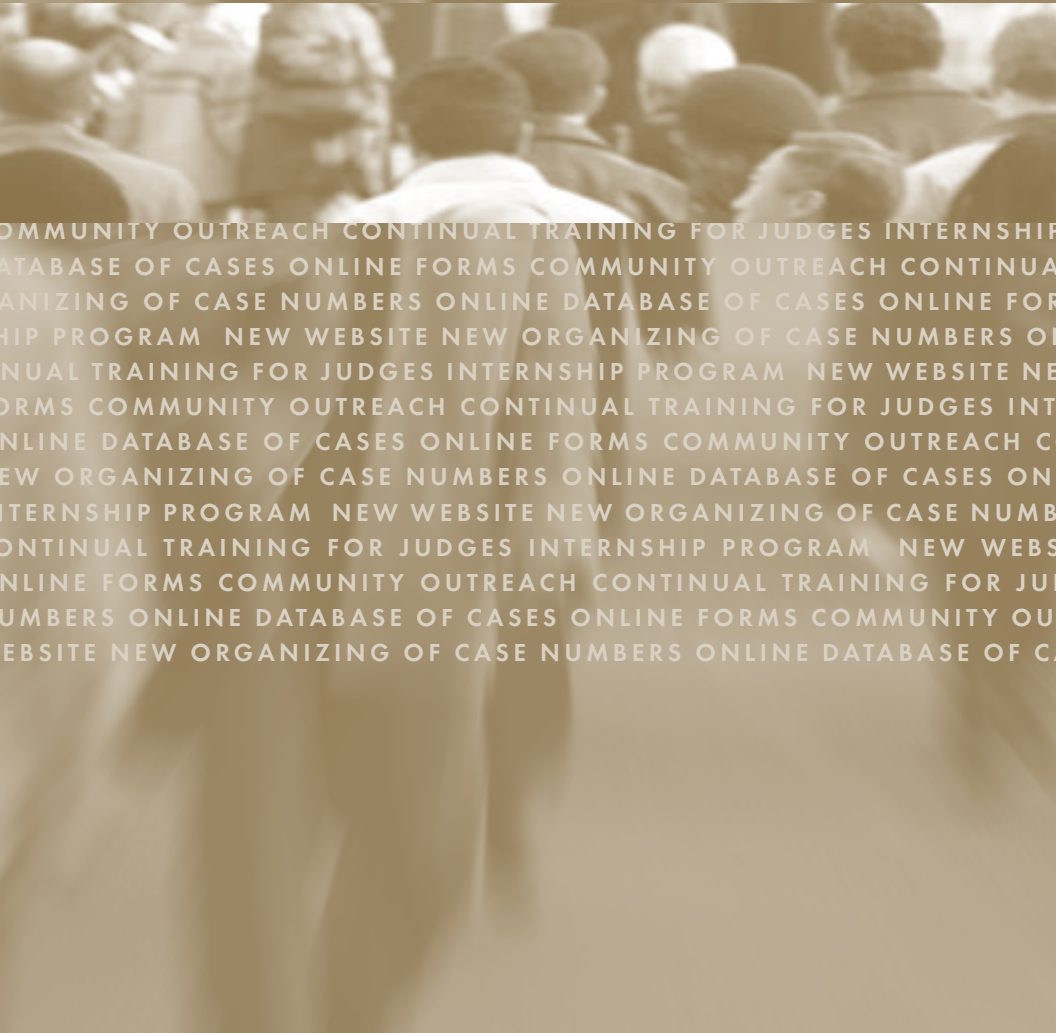 OMMUNITY OUTREACH CONTINUAL TRAINING FOR JUDGES INTERNSHIP
ATABASE OF CASES ONLINE FORMS COMMUNITY OUTREACH CONTINUA
ANIZING OF CASE NUMBERS ONLINE DATABASE OF CASES ONLINE FOR
HIP PROGRAM NEW WEBSITE NEW ORGANIZING OF CASE NUMBERS O
NUAL TRAINING FOR JUDGES INTERNSHIP PROGRAM NEW WEBSITE NE
ORMS COMMUNITY OUTREACH CONTINUAL TRAINING FOR JUDGES INT
NLINE DATABASE OF CASES ONLINE FORMS COMMUNITY OUTREACH C
EW ORGANIZING OF CASE NUMBERS ONLINE DATABASE OF CASES ON
TERNSHIP PROGRAM NEW WEBSITE NEW ORGANIZING OF CASE NUMB
ONTINUAL TRAINING FOR JUDGES INTERNSHIP PROGRAM NEW WEBS
NLINE FORMS COMMUNITY OUTREACH CONTINUAL TRAINING FOR JU
UMBERS ONLINE DATABASE OF CASES ONLINE FORMS COMMUNITY OU
EBSITE NEW ORGANIZING OF CASE NUMBERS ONLINE DATABASE OF C